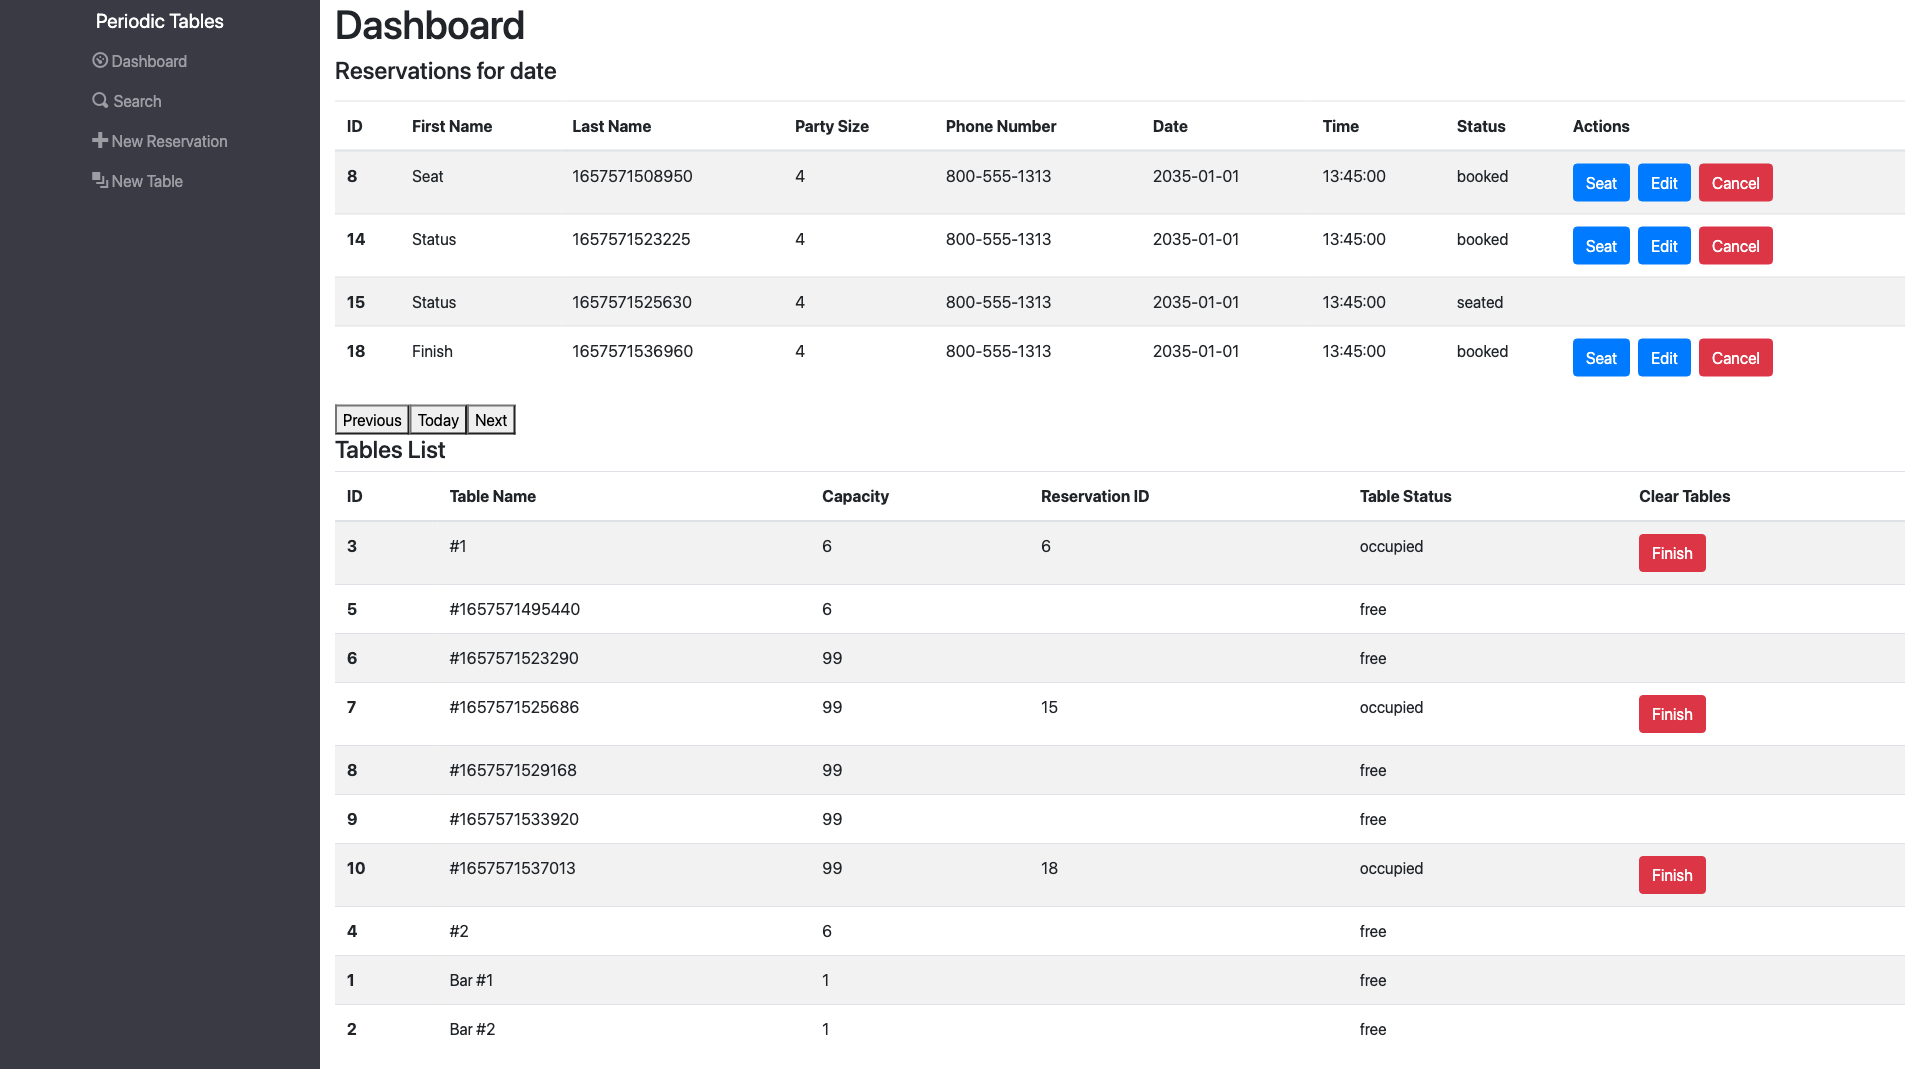 Periodic Tables
Dashboard
Search
New Reservation
New Table
Dashboard
Reservations for date
ID First Name Last Name Party Size Phone Number Date Time Status Actions
8 Seat 1657571508950 4 800-555-1313 2035-01-01 13:45:00 booked Seat Edit Cancel
14 Status 1657571523225 4 800-555-1313 2035-01-01 13:45:00 booked Seat Edit Cancel
15 Status 1657571525630 4 800-555-1313 2035-01-01 13:45:00 seated
18 Finish 1657571536960 4 800-555-1313 2035-01-01 13:45:00 booked Seat Edit Cancel
Previous Today Next
Tables List
ID Table Name Capacity Reservation ID Table Status Clear Tables
3 #1 6 6 occupied Finish
5 #1657571495440 6 free
6 #1657571523290 99 free
7 #1657571525686 99 15 occupied Finish
8 #1657571529168 99 free
9 #1657571533920 99 free
10 #1657571537013 99 18 occupied Finish
4 #2 6 free
1 Bar #1 1 free
2 Bar #2 1 free